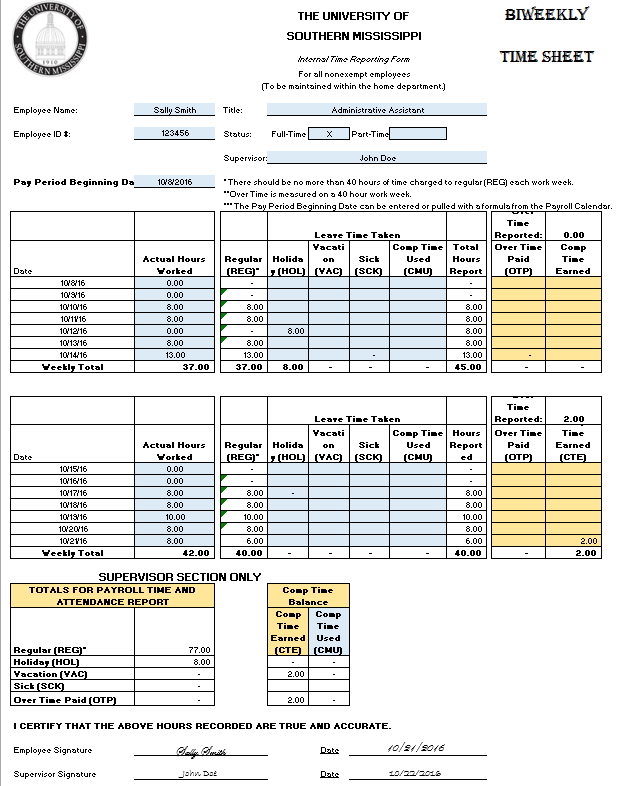 THE UNIVERSITY OF SOUTHERN MISSISSIPPI 1910
THE UNIVERSITY OF
SOUTHERN MISSISSIPPI
BIWEEKLY
TIME SHEET
Internal Time Reporting Form
For all nonexempt employees
(To be maintained within the home department.)
Employee Name: Sally Smith Title: Administrative Assistant
Employee ID #: 123456 Status: Full-Time X Part-Time
Supervisor: John Doe
Pay Period Beginning Da 10/8/2016 *There should be no more than 40 hours of time charged to regular (REG) each work week.
**Over Time is measured on a 40 hour work week.
***The Pay Period Beginning Date can be entered or pulled with a formula from the Payroll Calendar.
Leave Time Taken Over Time Reported: 0.00
Date Actual Hours Worked Regular (REG)* Holiday (HOL) Vacation (VAC) Sick (SCK) Comp Time Used (CMU) Total Hours Report Over Time Paid (OTP) Comp Time Earned
10/8/16 0.00 - -
10/9/16 0.00 - -
10/10/16 8.00 8.00 8.00
10/11/16 8.00 8.00 8.00
10/12/16 0.00 - 8.00 8.00
10/13/16 8.00 8.00 8.00
10/14/16 13.00 13.00 - 13.00 -
Weekly Total 37.00 37.00 8.00 - - - 45.00 - -
Leave Time Taken Over Time Reported: 2.00
Date Actual Hours Worked Regular (REG)* Holiday (HOL) Vacation (VAC) Sick (SCK) Comp Time Used (CMU) Hours Reported Over Time Paid (OTP) Time Earned (CTE)
10/15/16 0.00 - -
10/16/16 0.00 - -
10/17/16 8.00 8.00 - 8.00
10/18/16 8.00 8.00 8.00
10/19/16 10.00 10.00 10.00
10/20/16 8.00 8.00 8.00
10/21/16 8.00 6.00 6.00 2.00
Weekly Total 42.00 40.00 - - - - 40.00 - 2.00
SUPERVISOR SECTION ONLY
TOTALS FOR PAYROLL TIME AND ATTENDANCE REPORT
Comp Time Balance
Comp Time Earned (CTE) Comp Time Used (CMU)
Regular (REG)* 77.00
Holiday (HOL) 8.00 - -
Vacation (VAC) - 2.00 -
Sick (SCK) -
Over Time Paid (OTP) - 2.00 -
I CERTIFY THAT THE ABOVE HOURS RECORDED ARE TRUE AND ACCURATE.
Employee Signature Sally Smith Date 10/21/2016
Supervisor Signature John Doe Date 10/22/2016